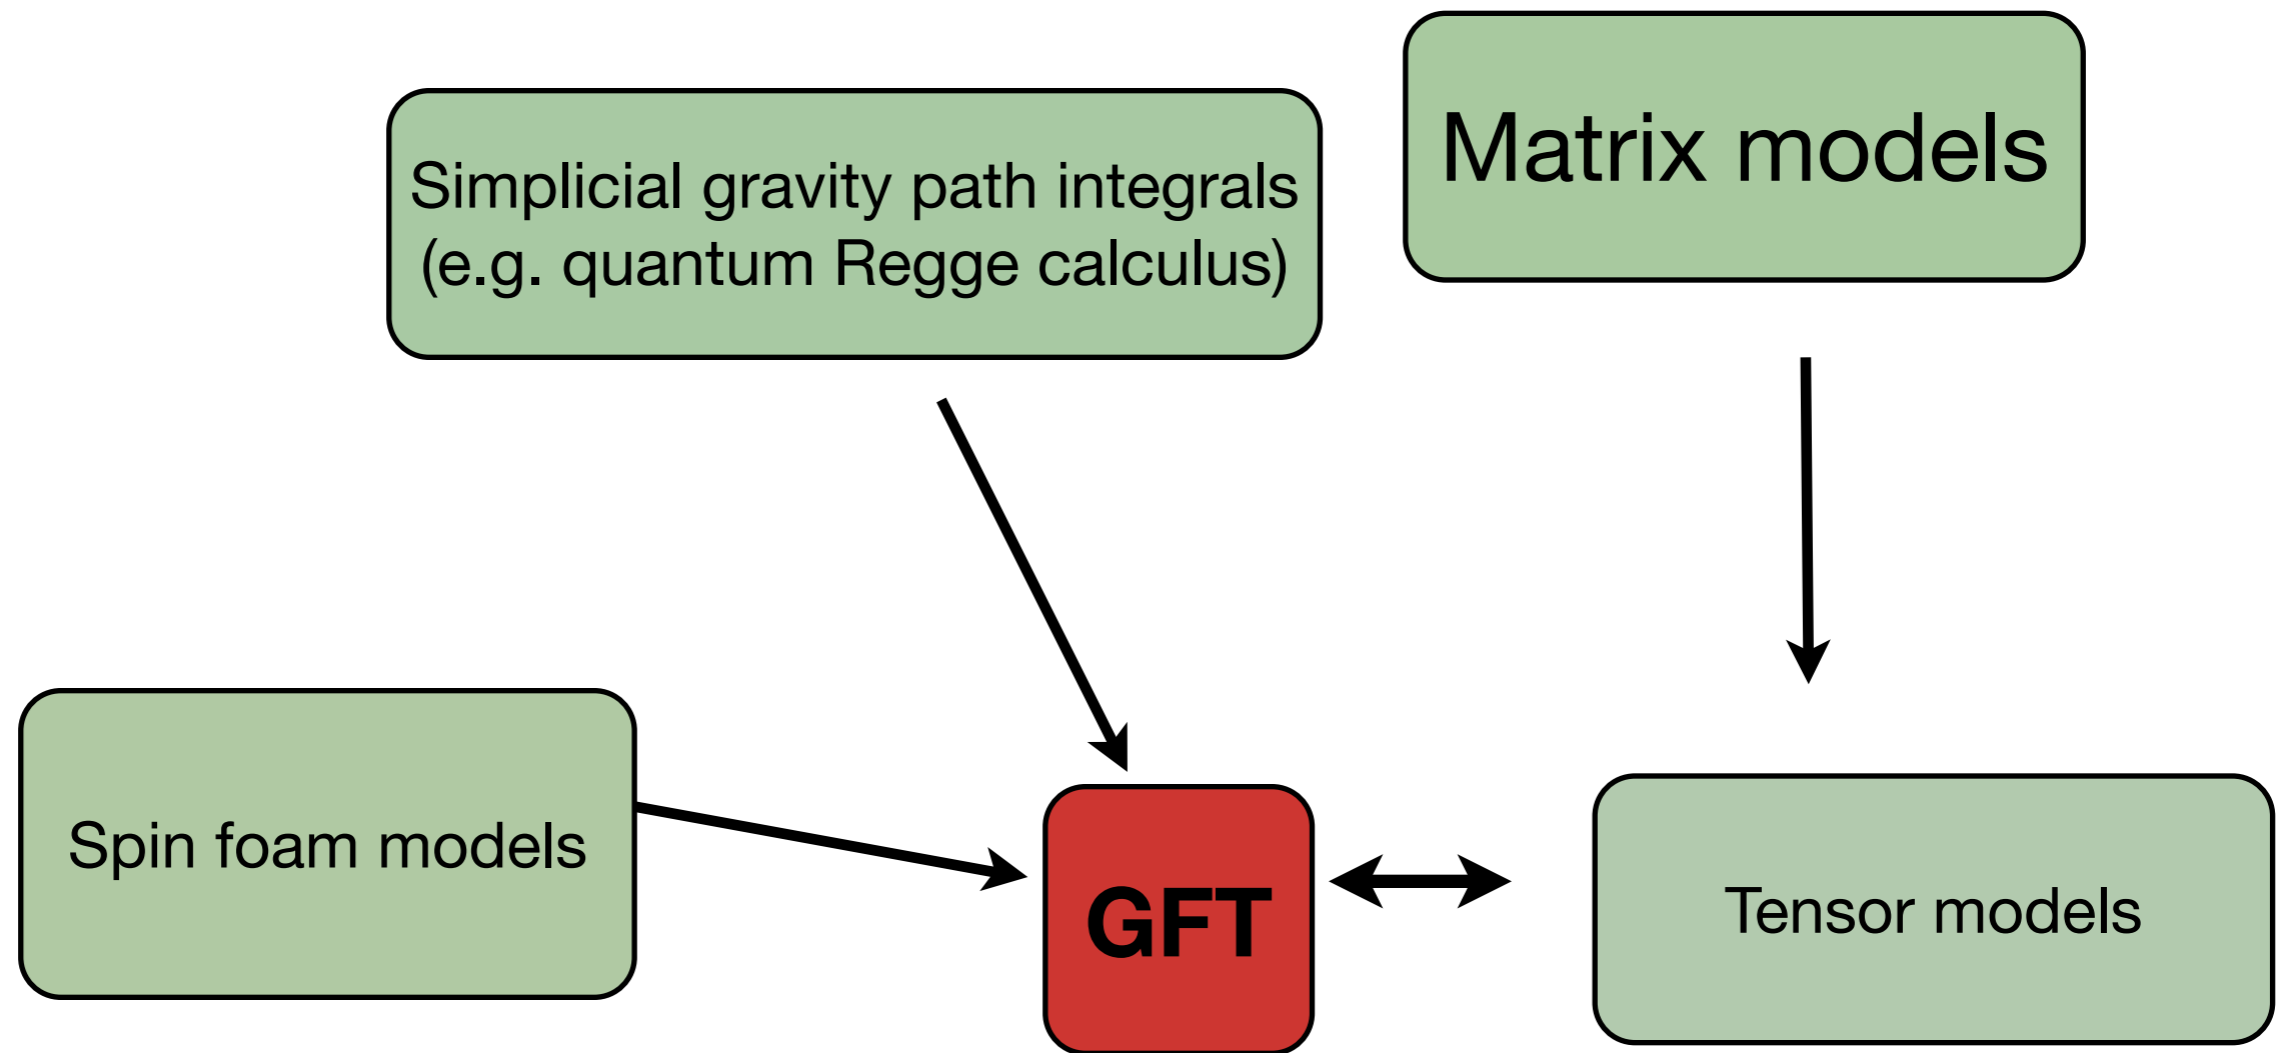 Matrix models
Simplicial gravity path integrals
(e.g. quantum Regge calculus)
Spin foam models
GFT
Tensor models